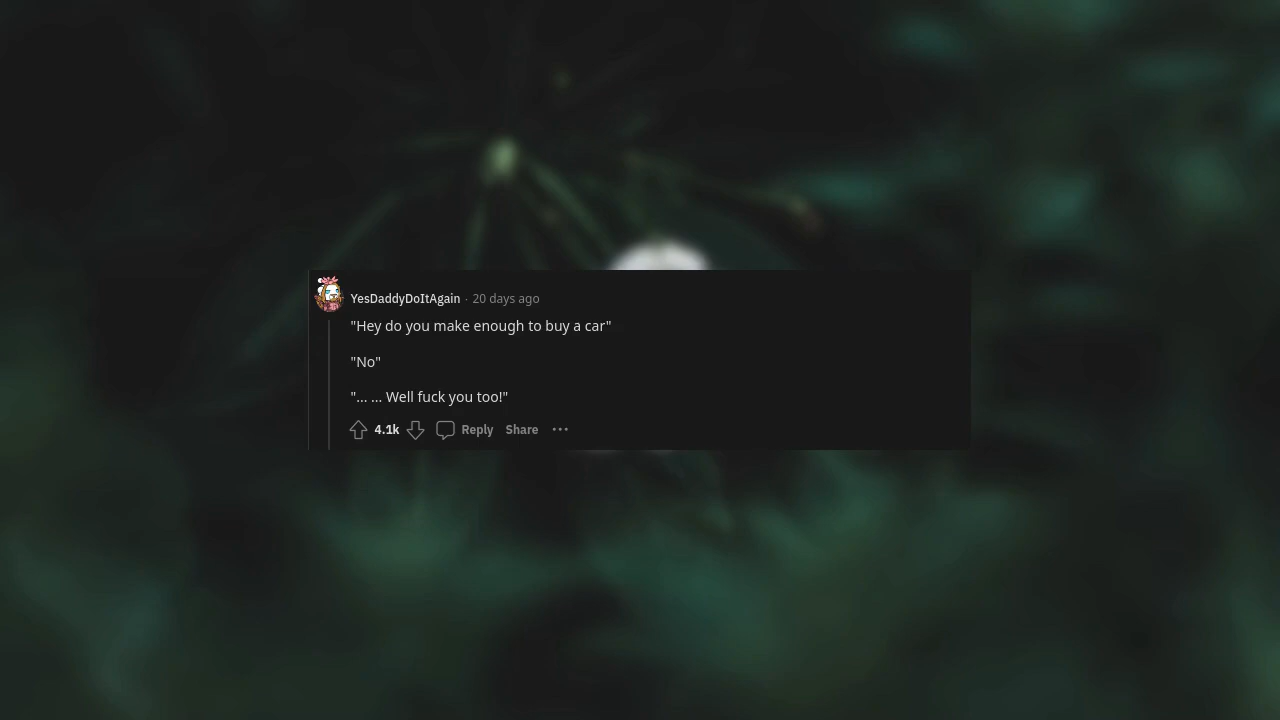 YesDaddyDoItAgain · 20 days ago
"Hey do you make enough to buy a car"
"No"
"... ... Well fuck you too!"
4.1k Reply Share ...